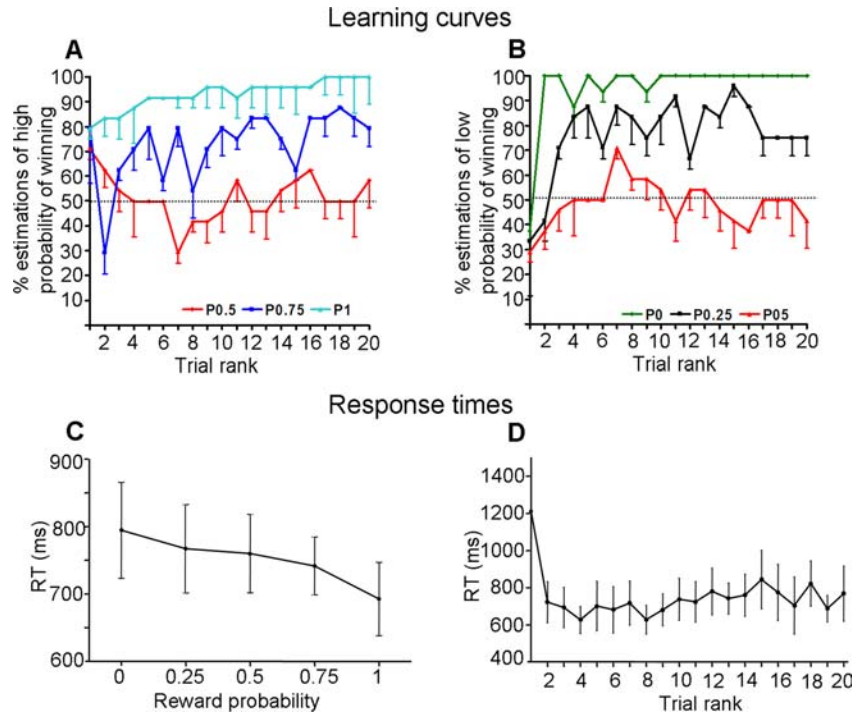 Learning curves
A
% estimations of high
probability of winning
100
90
80
70
60
50
40
30
20
10
P0.5 P0.75 P1
2 4 6 8 10 12 14 16 18 20
Trial rank
B
% estimations of low
probability of winning
100
90
80
70
60
50
40
30
20
10
P0 P0.25 P05
2 4 6 8 10 12 14 16 18 20
Trial rank
Response times
C
RT (ms)
900
800
700
600
0 0.25 0.5 0.75 1
Reward probability
D
RT (ms)
1400
1200
1000
800
600
400
2 4 6 8 10 12 14 16 18 20
Trial rank